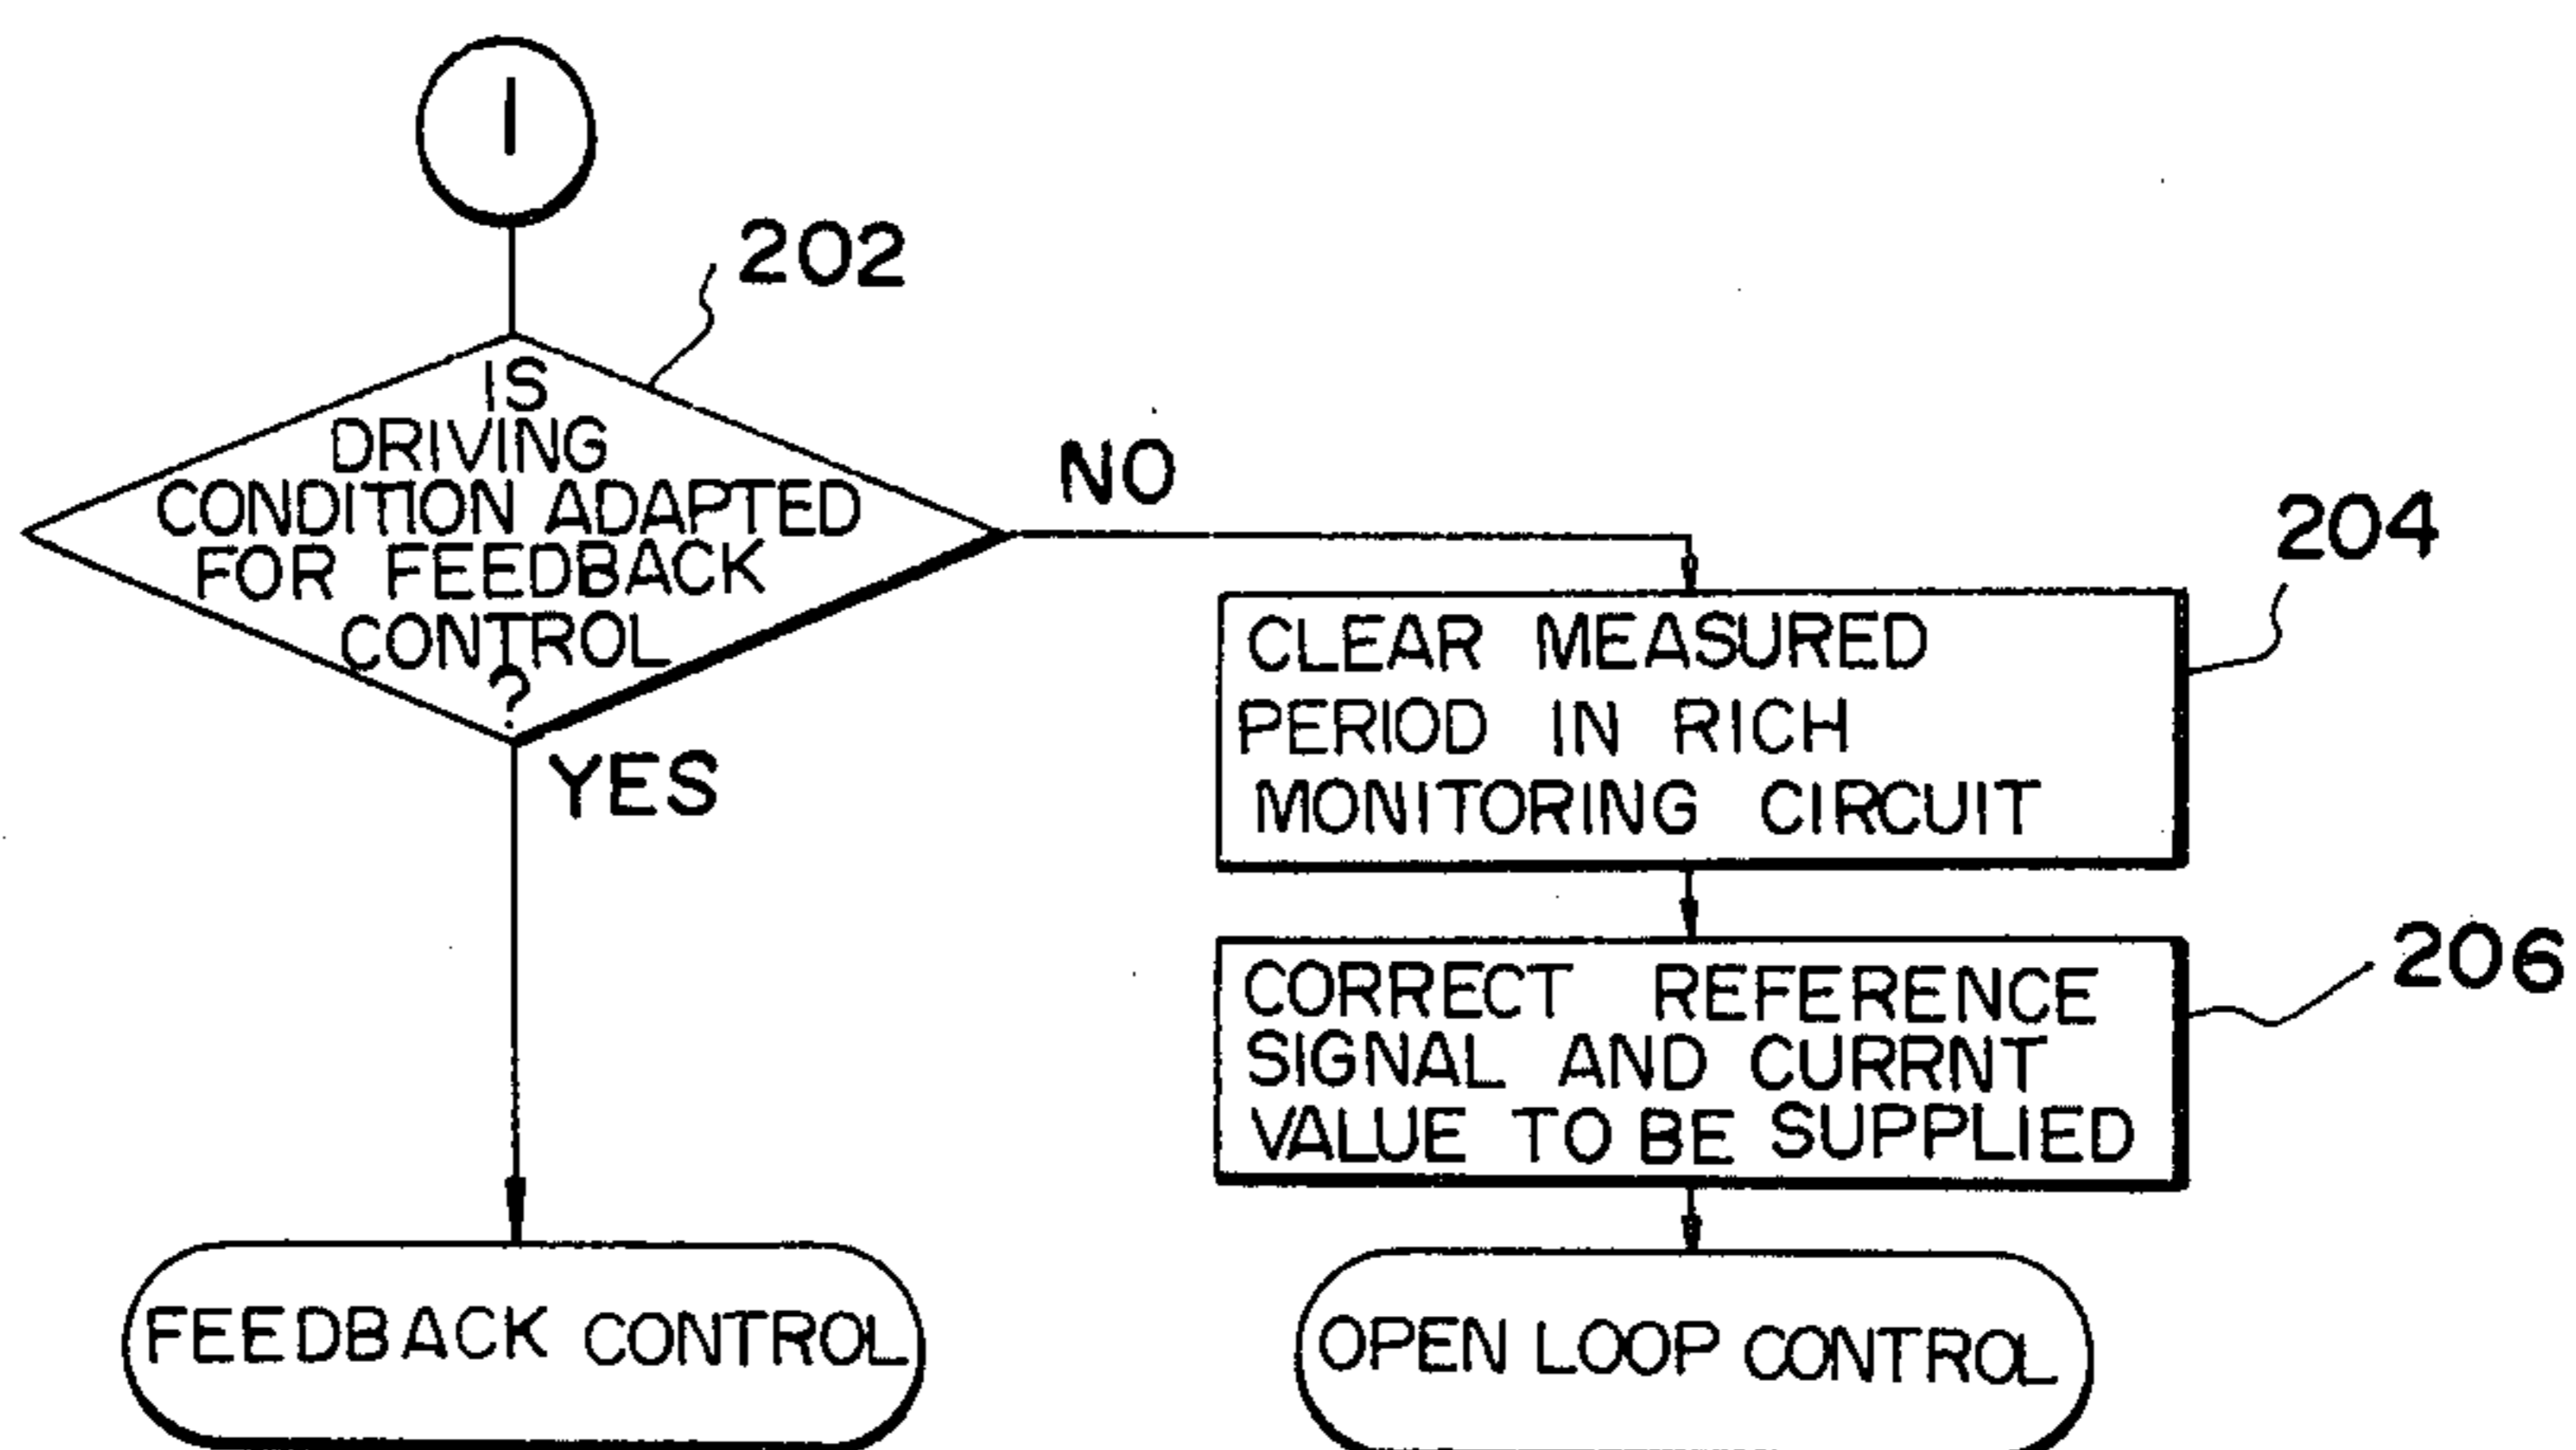 1
202
IS
DRIVING
CONDITION ADAPTED
FOR FEEDBACK
CONTROL
?
NO
YES
204
CLEAR MEASURED
PERIOD IN RICH
MONITORING CIRCUIT
206
CORRECT REFERENCE
SIGNAL AND CURRNT
VALUE TO BE SUPPLIED
FEEDBACK CONTROL
OPEN LOOP CONTROL